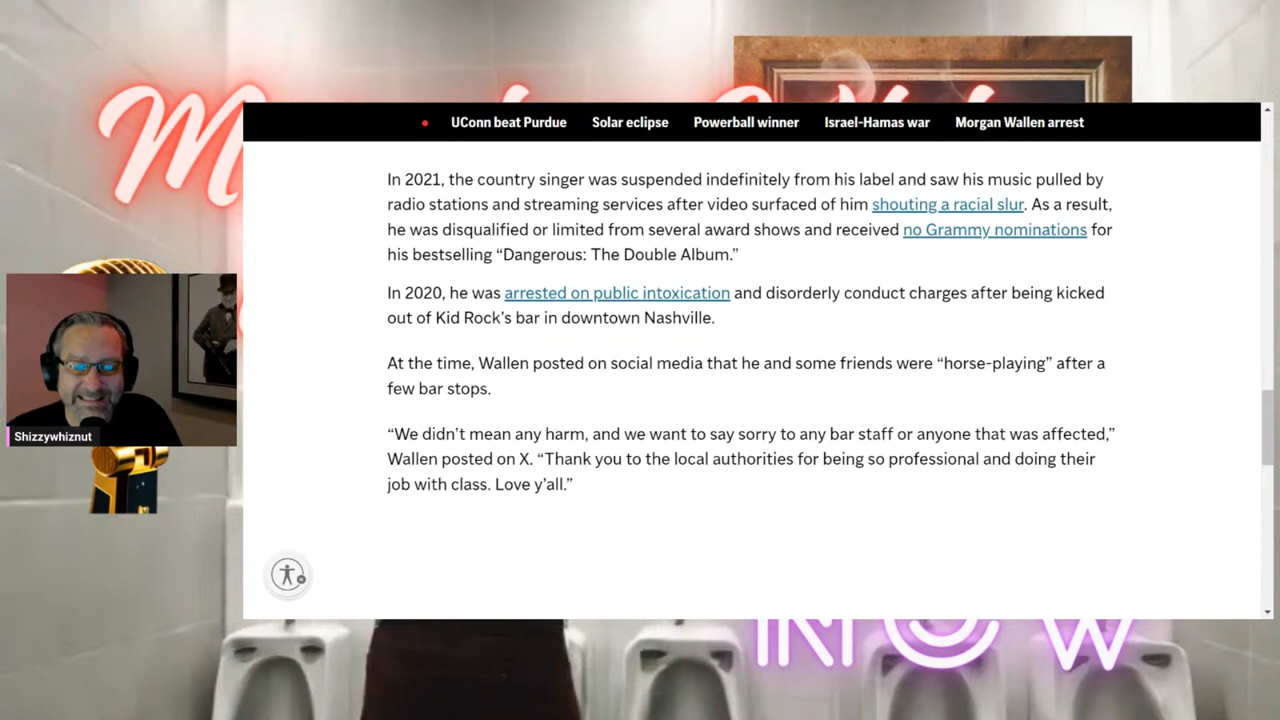 UConn beat Purdue
Solar eclipse
Powerball winner
Israel-Hamas war
Morgan Wallen arrest
In 2021, the country singer was suspended indefinitely from his label and saw his music pulled by
radio stations and streaming services after video surfaced of him shouting a racial slur. As a result,
he was disqualified or limited from several award shows and received no Grammy nominations for
his bestselling “Dangerous: The Double Album.”
In 2020, he was arrested on public intoxication and disorderly conduct charges after being kicked
out of Kid Rock’s bar in downtown Nashville.
At the time, Wallen posted on social media that he and some friends were “horse-playing” after a
few bar stops.
“We didn’t mean any harm, and we want to say sorry to any bar staff or anyone that was affected,”
Wallen posted on X. “Thank you to the local authorities for being so professional and doing their
job with class. Love y’all.”
Shizzywhiznut
NOW